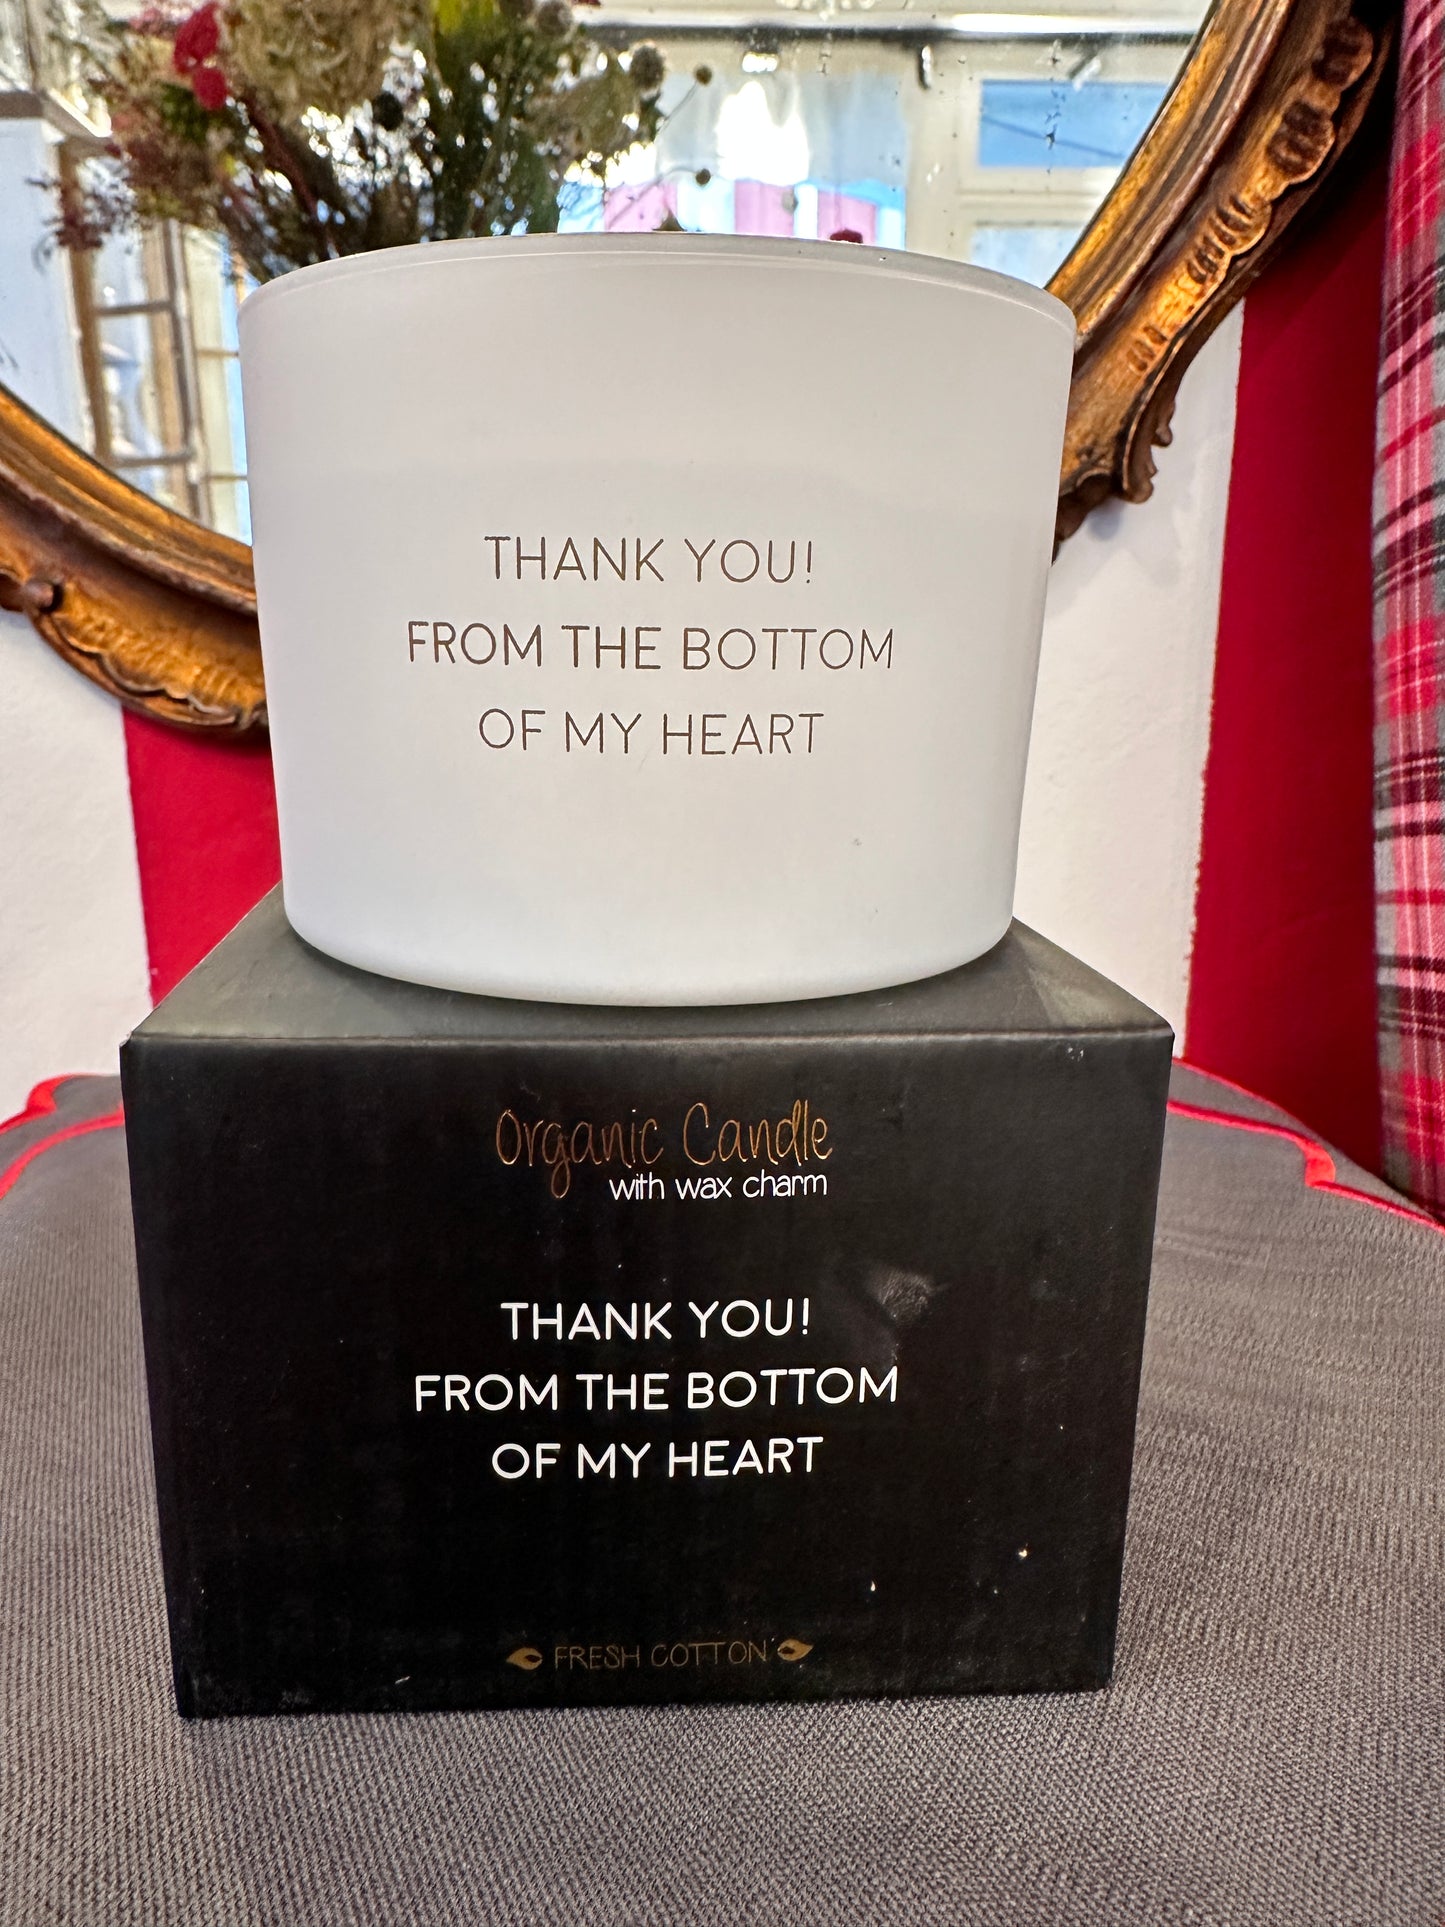 THANK YOU!
FROM THE BOTTOM
OF MY HEART
Organic Candle
with wax charm
THANK YOU!
FROM THE BOTTOM
OF MY HEART
FRESH COTTON